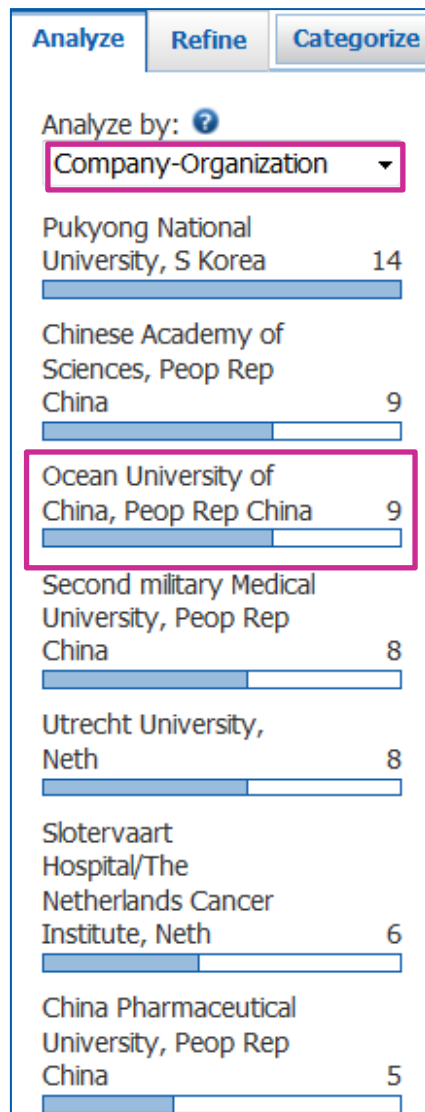 Analyze Refine Categorize
Analyze by: ?
Company-Organization
Pukyong National
University, S Korea 14
Chinese Academy of
Sciences, Peop Rep
China 9
Ocean University of
China, Peop Rep China 9
Second military Medical
University, Peop Rep
China 8
Utrecht University,
Neth 8
Slotervaart
Hospital/The
Netherlands Cancer
Institute, Neth 6
China Pharmaceutical
University, Peop Rep
China 5